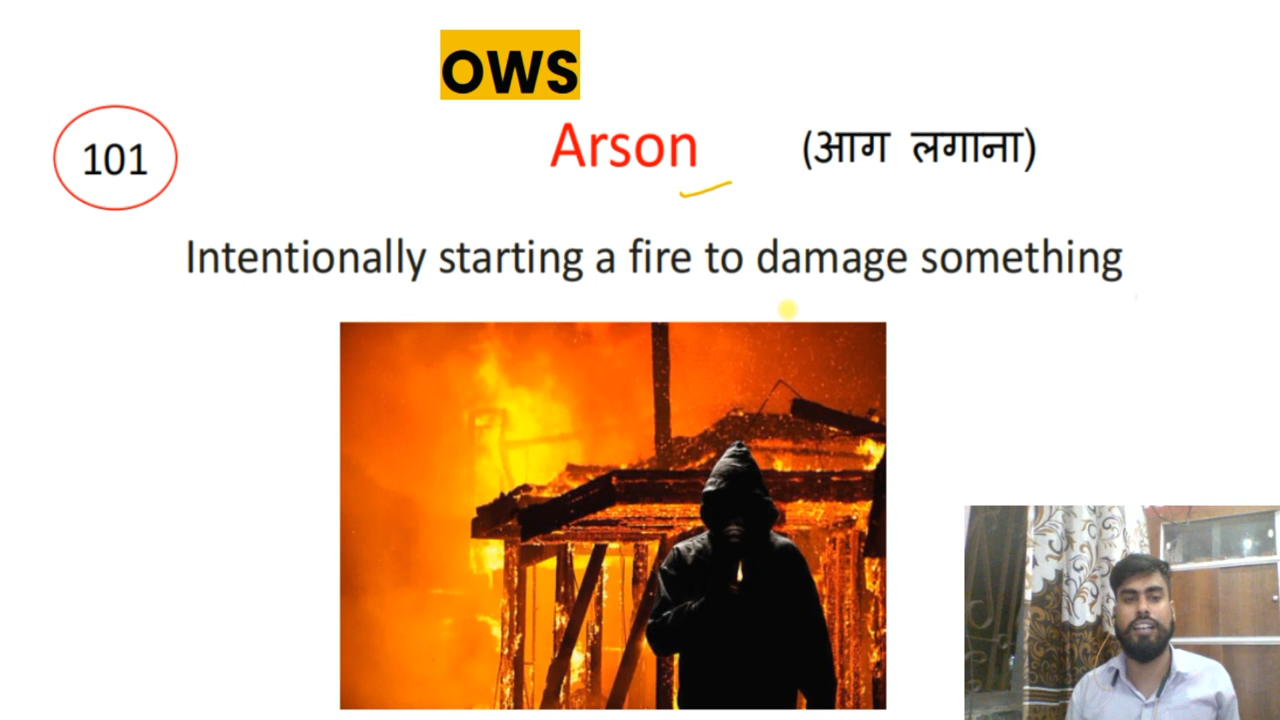 OWS
101 Arson (आग लगाना)
Intentionally starting a fire to damage something